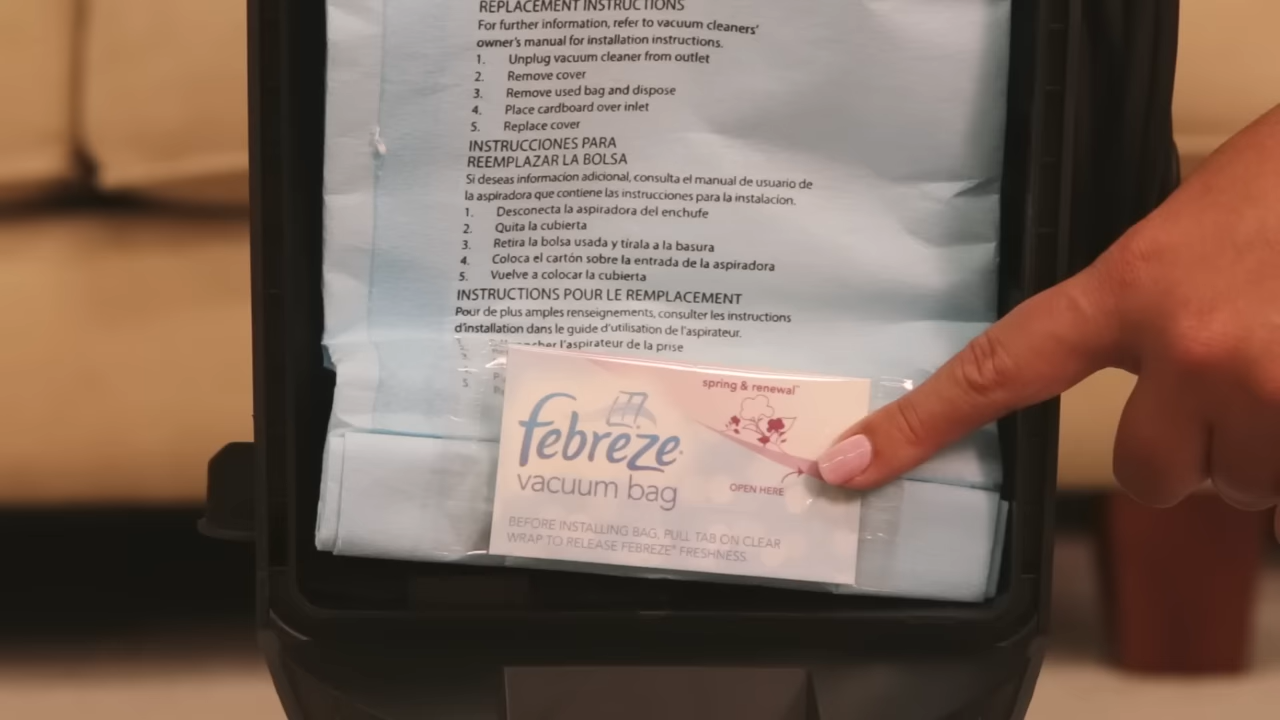 REPLACEMENT INSTRUCTIONS
For further information, refer to vacuum cleaners'
owner's manual for installation instructions.
1. Unplug vacuum cleaner from outlet
2. Remove cover
3. Remove used bag and dispose
4. Place cardboard over inlet
5. Replace cover
INSTRUCCIONES PARA
REEMPLAZAR LA BOLSA
Si deseas informacíon adicional, consulta el manual de usuario de
la aspiradora que contiene las instrucciones para la instalacíon.
1. Desconecta la aspiradora del enchufe
2. Quita la cubierta
3. Retira la bolsa usada y tírala a la basura
4. Coloca el cartón sobre la entrada de la aspiradora
5. Vuelve a colocar la cubierta
INSTRUCTIONS POUR LE REMPLACEMENT
Pour de plus amples renseignements, consulter les instructions
d'installation dans le guide d'utilisation de l'aspirateur.
l'aspirateur de la prise
5.
spring & renewal™
febreze
vacuum bag
OPEN HERE
BEFORE INSTALLING BAG, PULL TAB ON CLEAR
WRAP TO RELEASE FEBREZE® FRESHNESS.